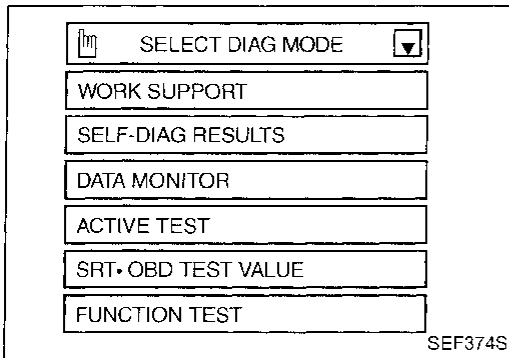 SELECT DIAG MODE ▼
WORK SUPPORT
SELF-DIAG RESULTS
DATA MONITOR
ACTIVE TEST
SRT•OBD TEST VALUE
FUNCTION TEST
SEF374S